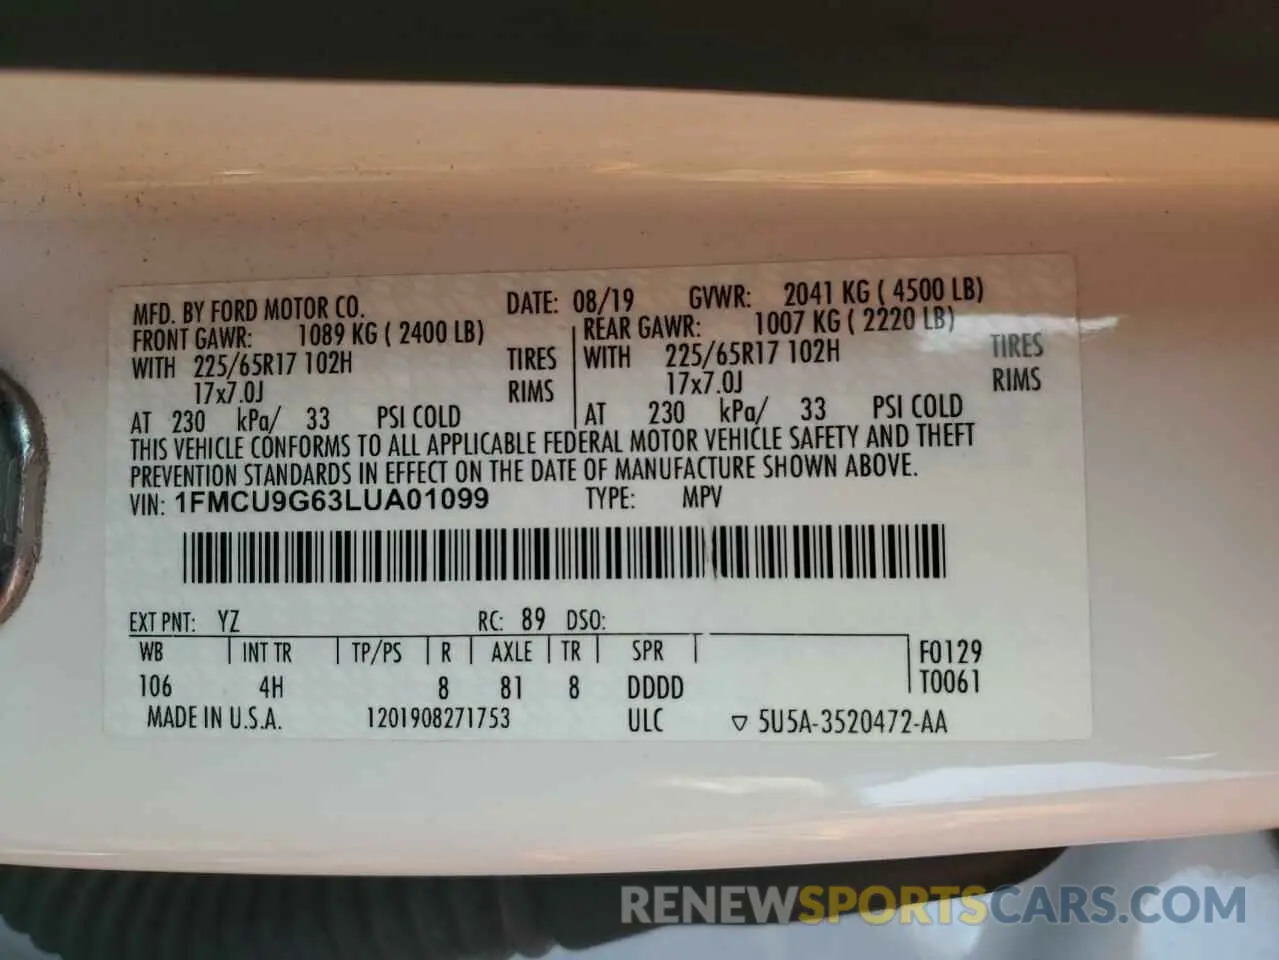 MFD. BY FORD MOTOR CO. DATE: 08/19 GVWR: 2041 KG ( 4500 LB)
FRONT GAWR: 1089 KG ( 2400 LB) REAR GAWR: 1007 KG ( 2220 LB)
WITH 225/65R17 102H TIRES WITH 225/65R17 102H TIRES
17x7.0J RIMS 17x7.0J RIMS
AT 230 kPa/ 33 PSI COLD AT 230 kPa/ 33 PSI COLD
THIS VEHICLE CONFORMS TO ALL APPLICABLE FEDERAL MOTOR VEHICLE SAFETY AND THEFT
PREVENTION STANDARDS IN EFFECT ON THE DATE OF MANUFACTURE SHOWN ABOVE.
VIN: 1FMCU9G63LUA01099 TYPE: MPV
EXT PNT: YZ RC: 89 DSO:
WB INT TR TP/PS R AXLE TR SPR F0129
106 4H 8 81 8 DDDD T0061
MADE IN U.S.A. 1201908271753 ULC ▽ 5U5A-3520472-AA
RENEWSPORTSCARS.COM